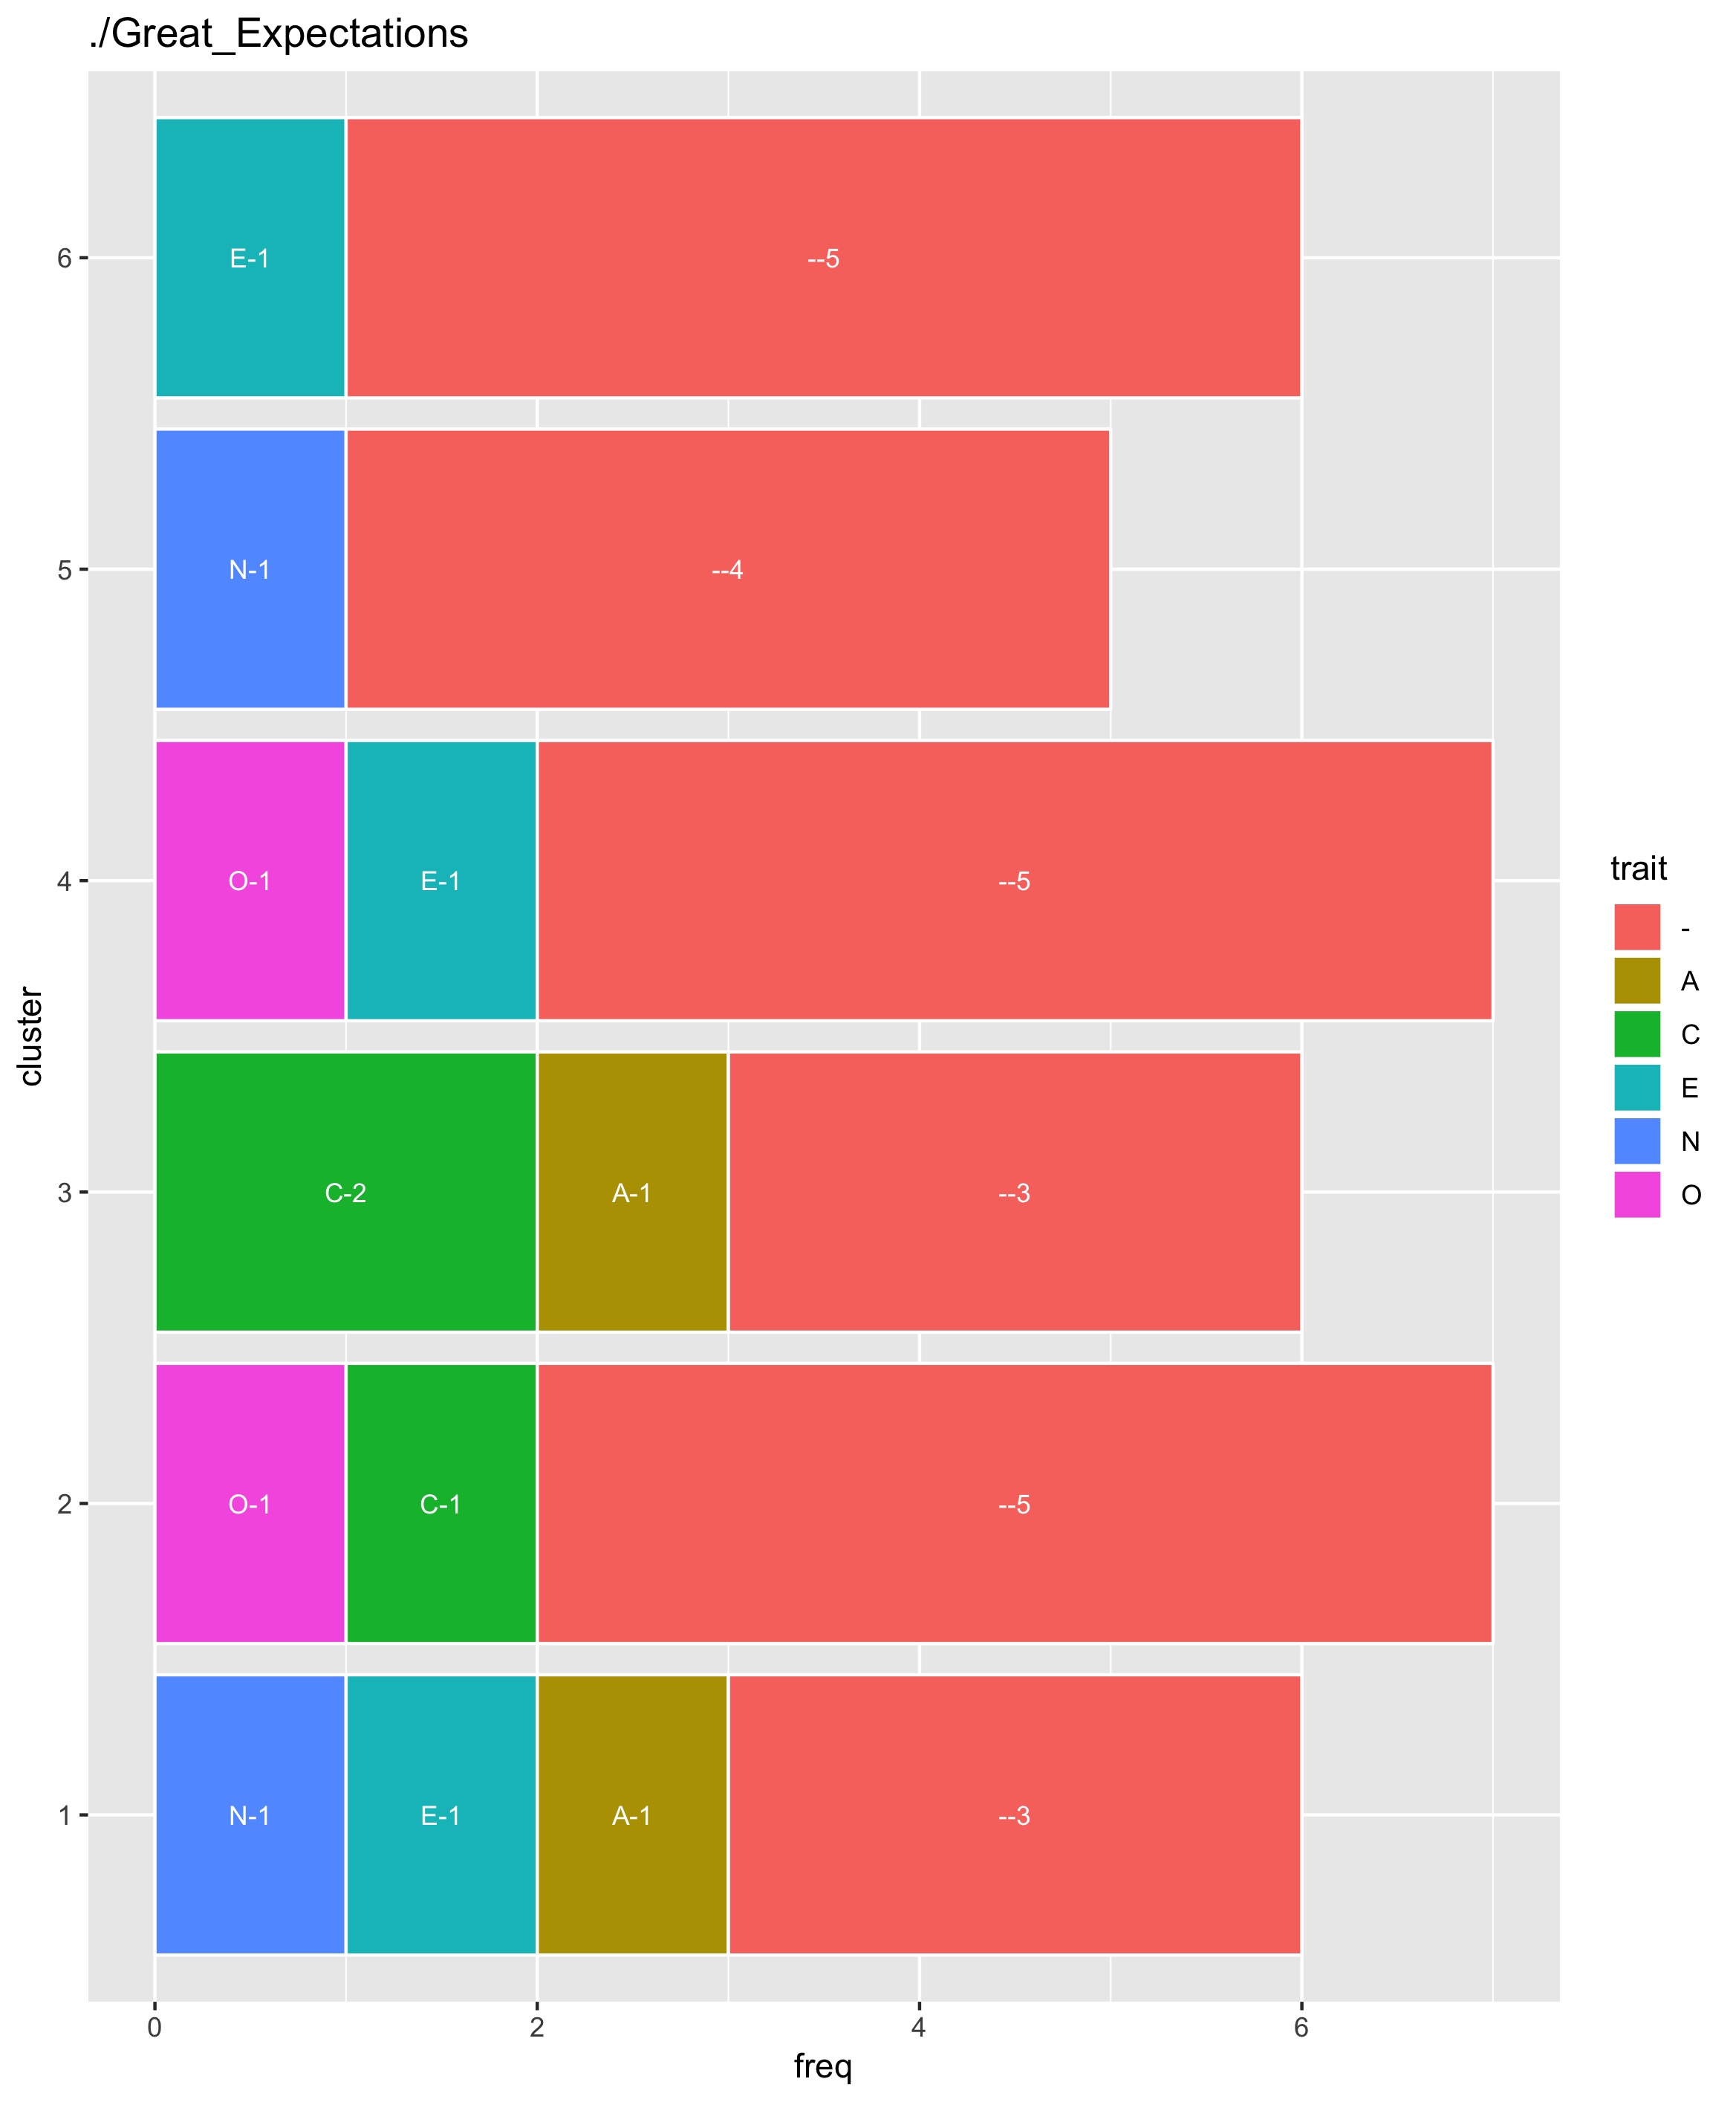 ./Great_Expectations
6
E-1
--5
5
N-1
--4
4
O-1
E-1
--5
3
C-2
A-1
--3
2
O-1
C-1
--5
1
N-1
E-1
A-1
--3
0
2
4
6
freq
cluster
trait
-
A
C
E
N
O